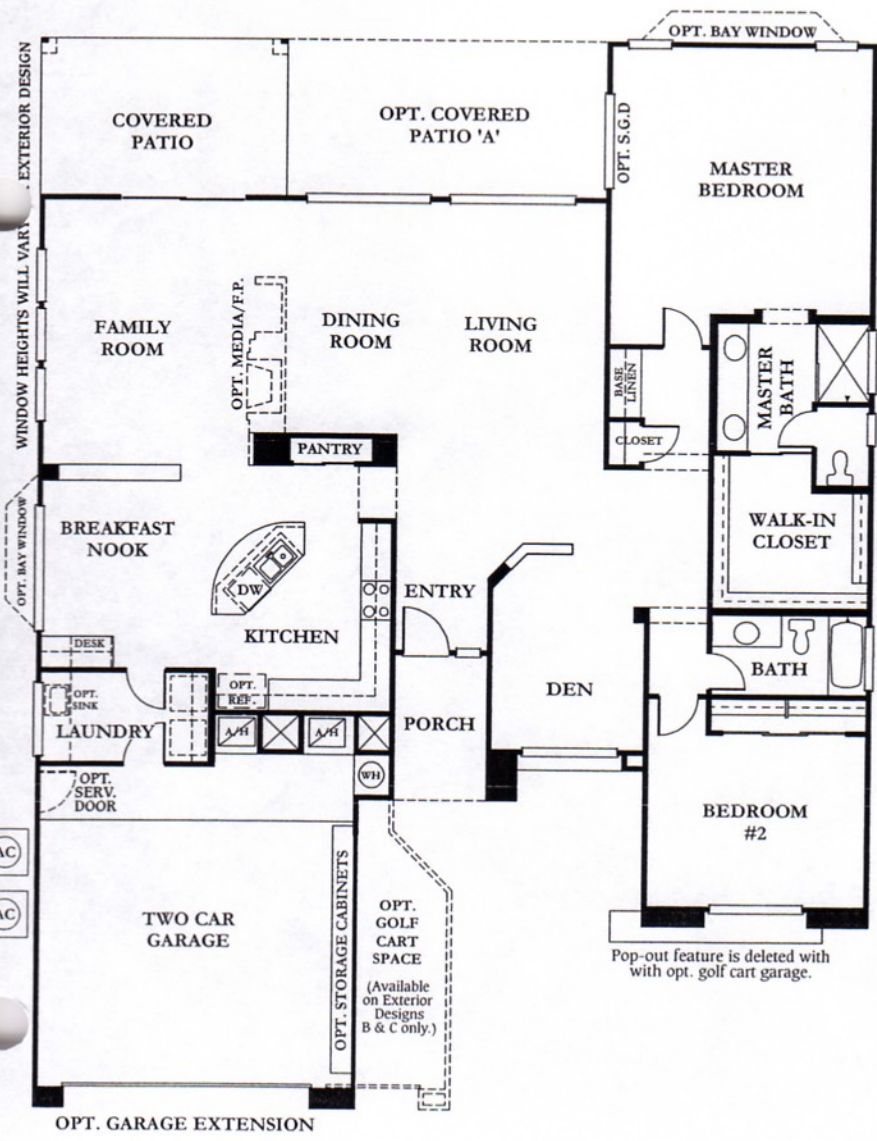 OPT. BAY WINDOW
WINDOW HEIGHTS WILL VARY
EXTERIOR DESIGN
COVERED
PATIO
OPT. COVERED
PATIO 'A'
OPT. S.G.D
MASTER
BEDROOM
FAMILY
ROOM
OPT. MEDIA/F.P.
DINING
ROOM
LIVING
ROOM
BASE
LINEN
CLOSET
MASTER
BATH
PANTRY
OPT. BAY WINDOW
BREAKFAST
NOOK
DW
KITCHEN
ENTRY
WALK-IN
CLOSET
DESK
OPT.
SINK
LAUNDRY
OPT.
REF.
A/H
A/H
WH
PORCH
DEN
BATH
OPT.
SERV.
DOOR
BEDROOM
#2
AC
AC
TWO CAR
GARAGE
OPT. STORAGE CABINETS
OPT.
GOLF
CART
SPACE
(Available
on Exterior
Designs
B & C only.)
Pop-out feature is deleted with
with opt. golf cart garage.
OPT. GARAGE EXTENSION